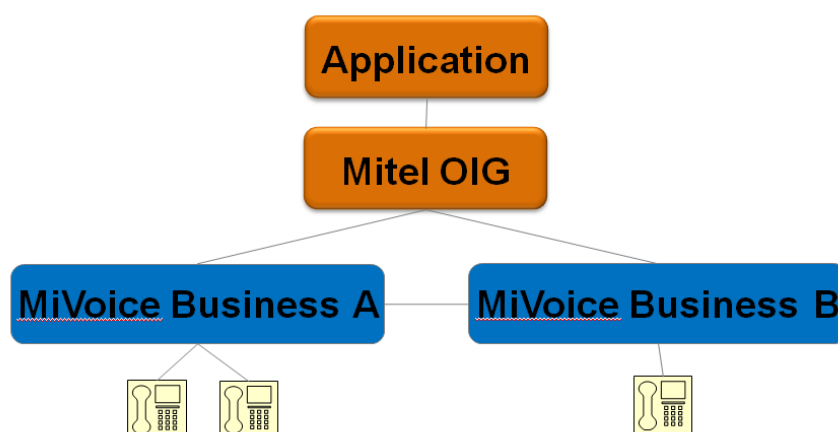 Application
Mitel OIG
MiVoice Business A
MiVoice Business B